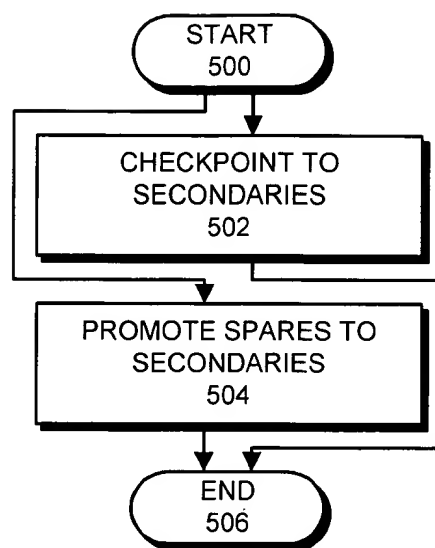 START
500
CHECKPOINT TO
SECONDARIES
502
PROMOTE SPARES TO
SECONDARIES
504
END
506